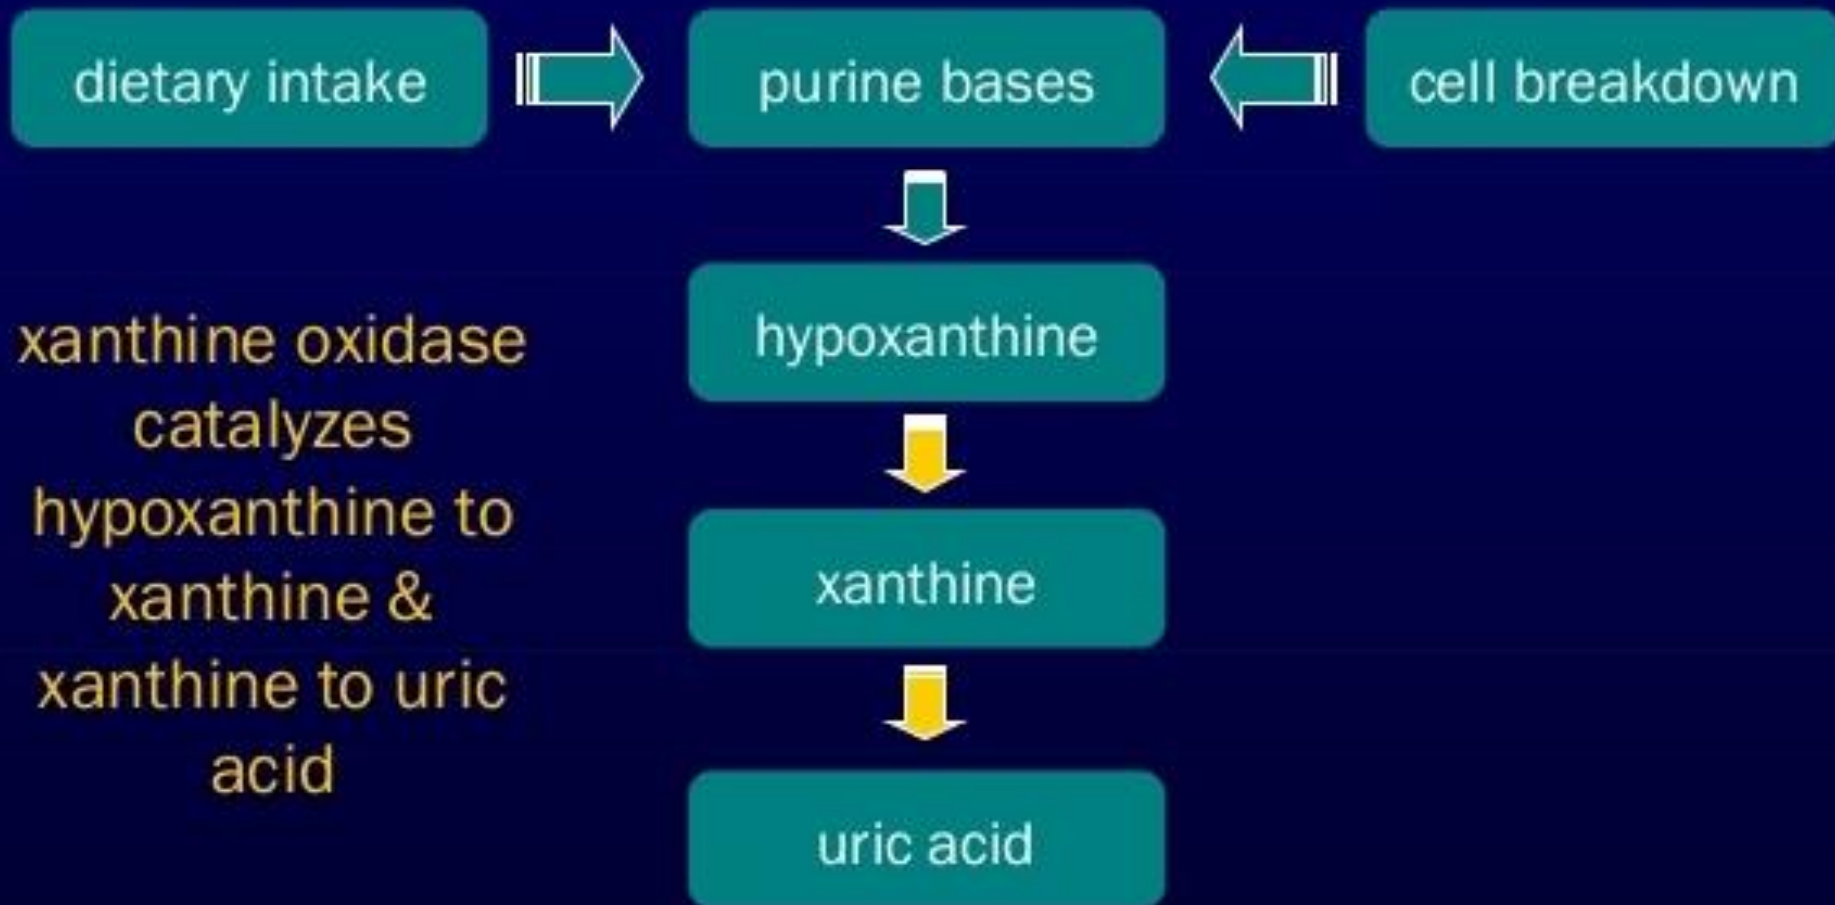 dietary intake
purine bases
cell breakdown
hypoxanthine
xanthine oxidase
catalyzes
hypoxanthine to
xanthine &
xanthine to uric
acid
xanthine
uric acid